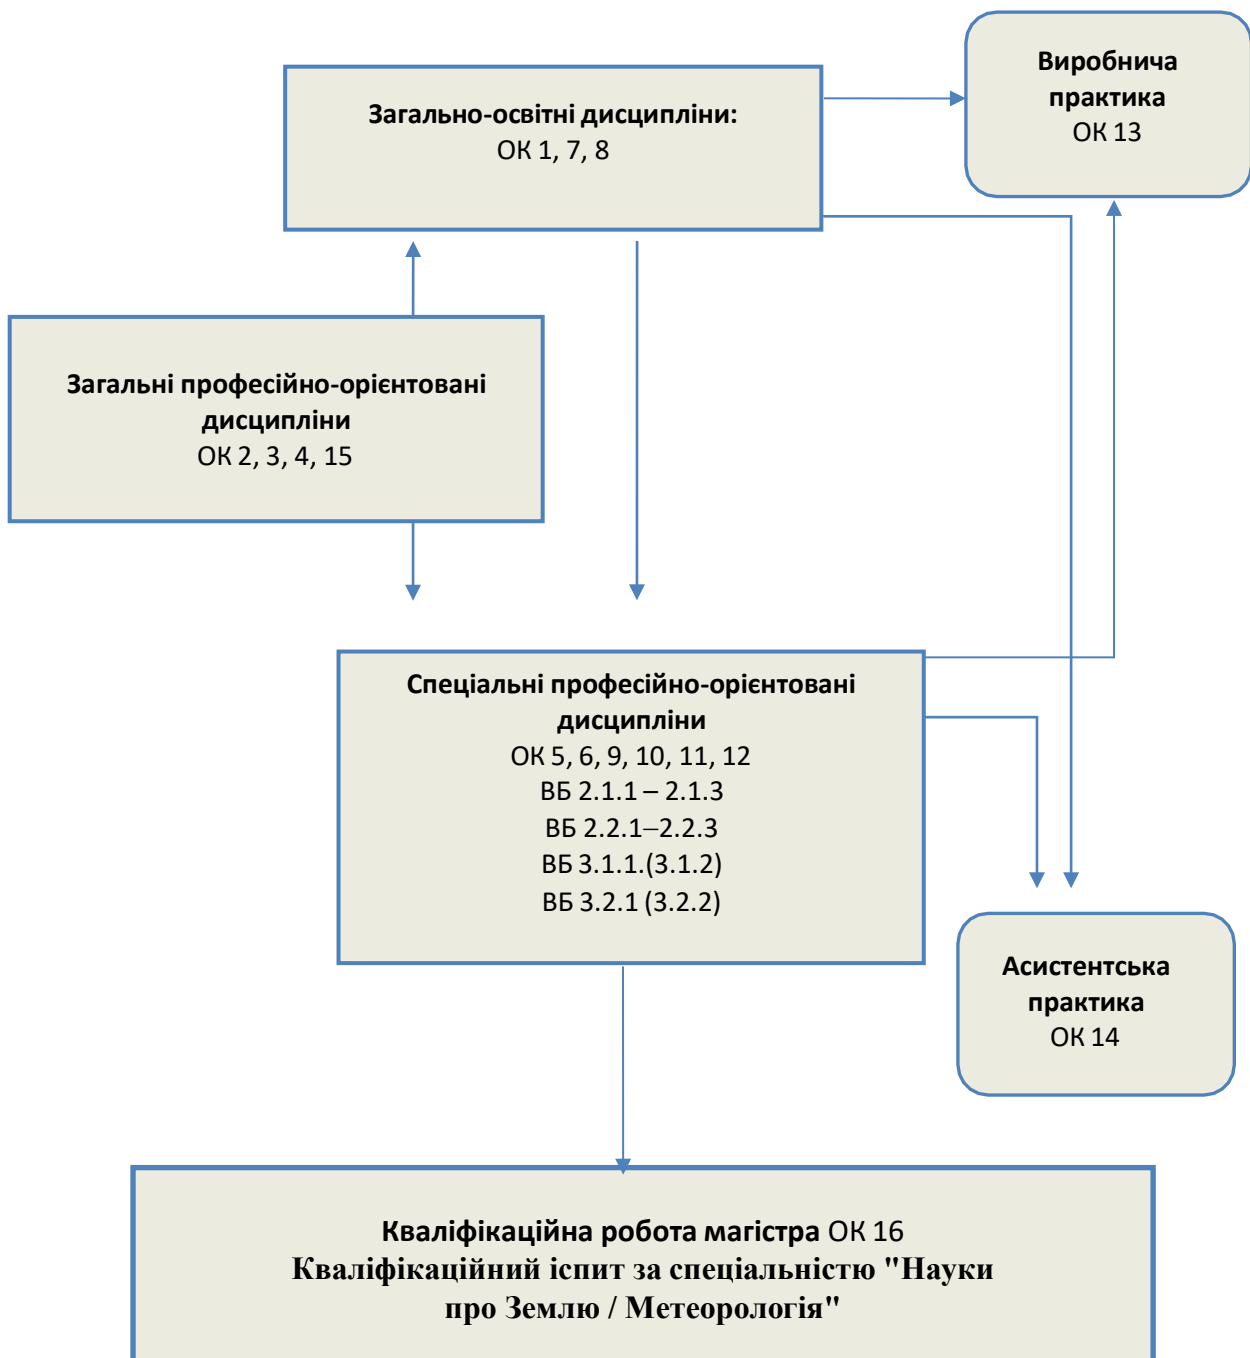 Виробнича
практика
ОК 13
Загально-освітні дисципліни:
ОК 1, 7, 8
Загальні професійно-орієнтовані
дисципліни
ОК 2, 3, 4, 15
Спеціальні професійно-орієнтовані
дисципліни
ОК 5, 6, 9, 10, 11, 12
ВБ 2.1.1 – 2.1.3
ВБ 2.2.1–2.2.3
ВБ 3.1.1.(3.1.2)
ВБ 3.2.1 (3.2.2)
Асистентська
практика
ОК 14
Кваліфікаційна робота магістра ОК 16
Кваліфікаційний іспит за спеціальністю "Науки
про Землю / Метеорологія"